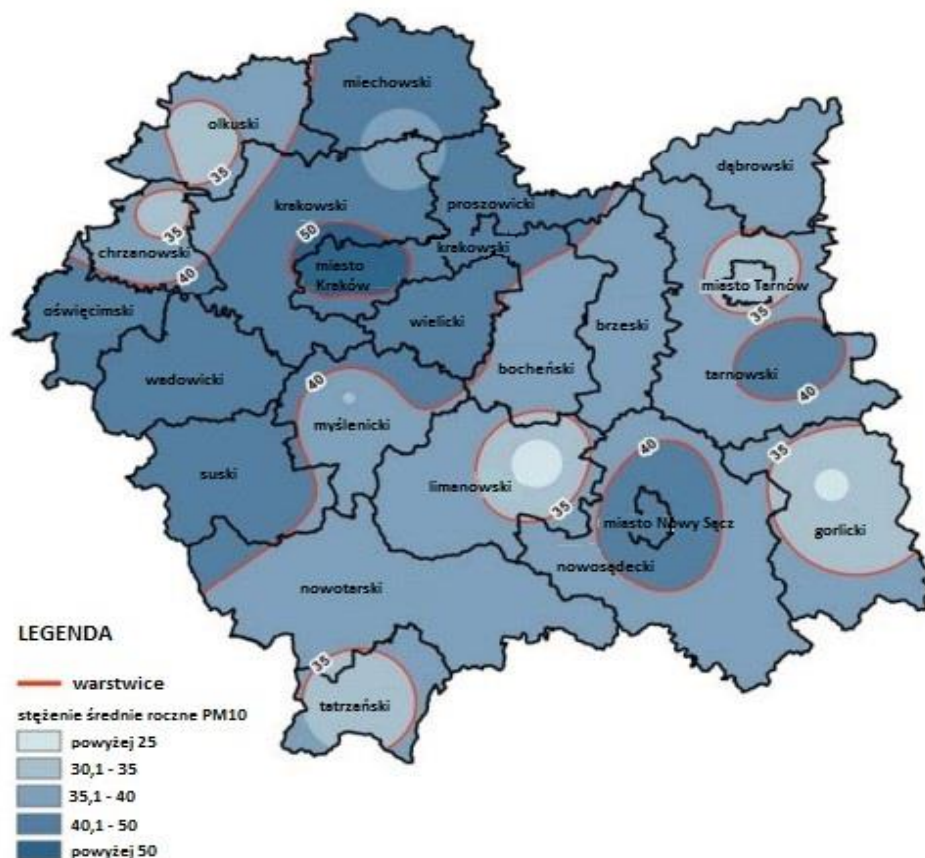 miechowski
olkuski
35
dąbrowski
krakowski
proszowicki
50
35
krakowski
chrzanowski
40
miasto
Kraków
miasto Tarnów
35
oświęcimski
wielicki
brzeski
bocheński
tarnowski
wadowicki
40
40
myślenicki
40
35
suski
limanowski
35
miasto Nowy Sęcz
gorlicki
nowosądecki
nowotarski
LEGENDA
35
warstwice
tatrzański
stężenie średnie roczne PM10
powyżej 25
30,1 - 35
35,1 - 40
40,1 - 50
powyżej 50